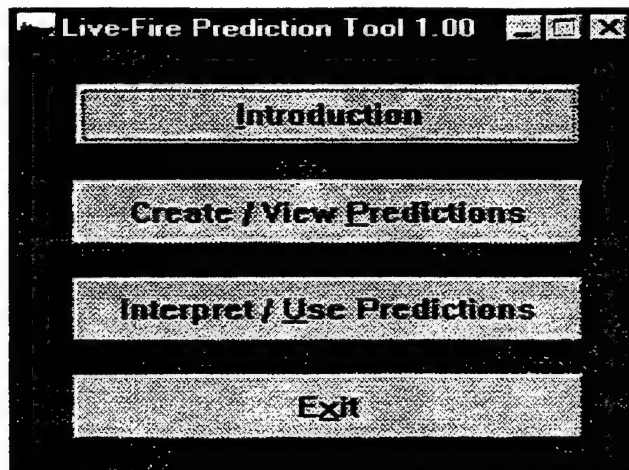 Live-Fire Prediction Tool 1.00
Introduction
Create / View Predictions
Interpret / Use Predictions
Exit